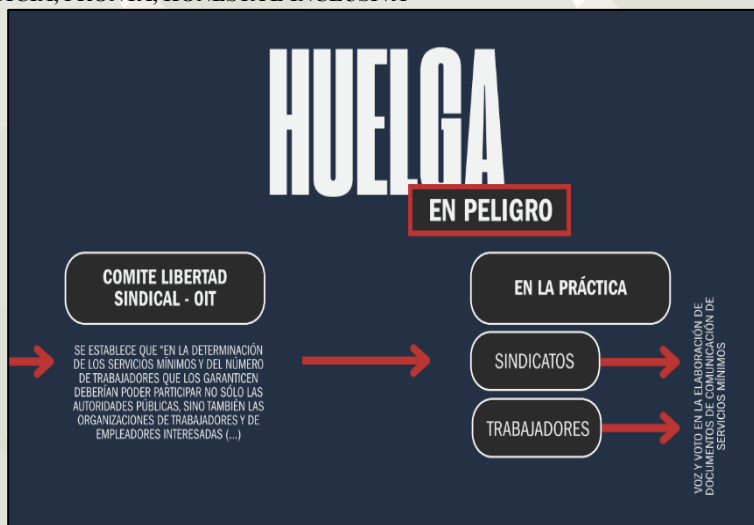 PRONTA, HONESTA E INCLUSIVA
HUELGA
EN PELIGRO
COMITE LIBERTAD
SINDICAL - OIT
SE ESTABLECE QUE "EN LA DETERMINACIÓN
DE LOS SERVICIOS MÍNIMOS Y DEL NÚMERO
DE TRABAJADORES QUE LOS GARANTICEN
DEBERÍAN PODER PARTICIPAR NO SÓLO LAS
AUTORIDADES PÚBLICAS, SINO TAMBIÉN LAS
ORGANIZACIONES DE TRABAJADORES Y DE
EMPLEADORES INTERESADAS (...)
EN LA PRÁCTICA
SINDICATOS
TRABAJADORES
VOZ Y VOTO EN LA ELABORACIÓN DE
DOCUMENTOS DE COMUNICACIÓN DE
SERVICIOS MÍNIMOS